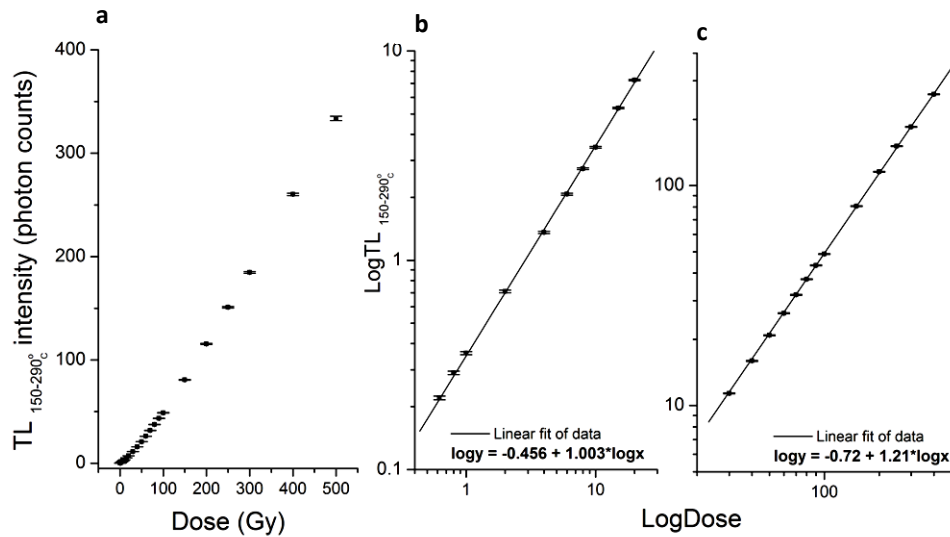 a
400
300
200
100
0
0 100 200 300 400 500
Dose (Gy)
TL 150-290°C intensity (photon counts)
b
10
1
0.1
1 10
LogTL 150-290°C
Linear fit of data
logy = -0.456 + 1.003*logx
c
100
10
100
Linear fit of data
logy = -0.72 + 1.21*logx
LogDose